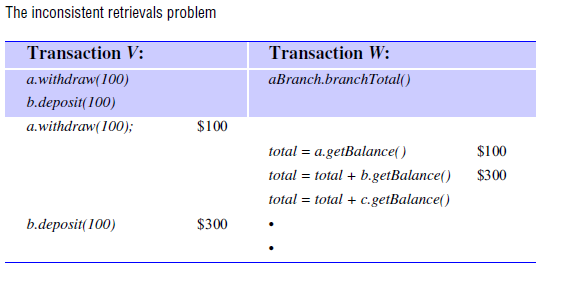 The inconsistent retrievals problem
Transaction V: Transaction W:
a.withdraw(100) aBranch.branchTotal()
b.deposit(100)
a.withdraw(100); $100
total = a.getBalance() $100
total = total + b.getBalance() $300
total = total + c.getBalance()
b.deposit(100) $300 •
•